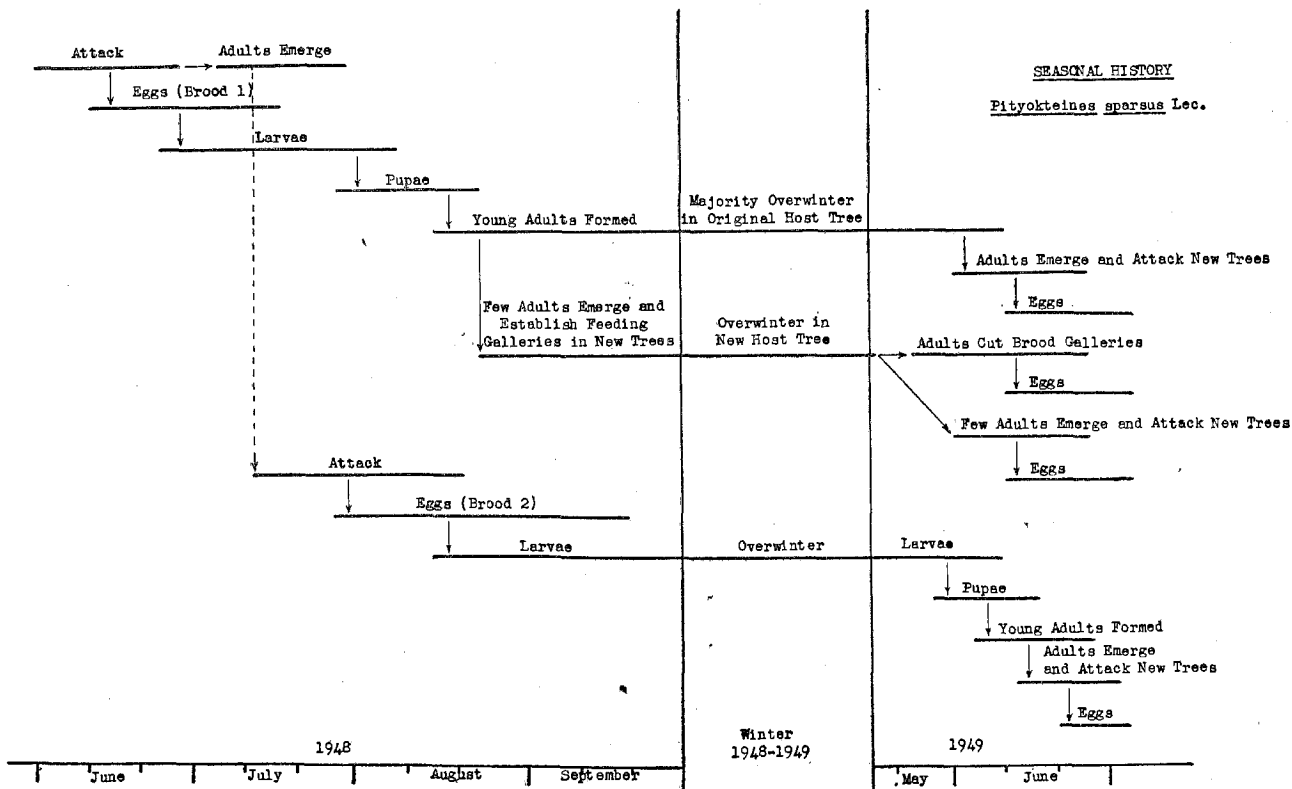 SEASONAL HISTORY
Pityokteines sparsus Lec.
Attack
Adults Emerge
Eggs (Brood 1)
Larvae
Pupae
Young Adults Formed
Majority Overwinter
in Original Host Tree
Adults Emerge and Attack New Trees
Eggs
Few Adults Emerge and
Establish Feeding
Galleries in New Trees
Overwinter in
New Host Tree
Adults Cut Brood Galleries
Eggs
Few Adults Emerge and Attack New Trees
Eggs
Attack
Eggs (Brood 2)
Larvae
Overwinter
Larvae
Pupae
Young Adults Formed
Adults Emerge
and Attack New Trees
Eggs
1948
Winter
1948-1949
1949
June
July
August
September
May
June